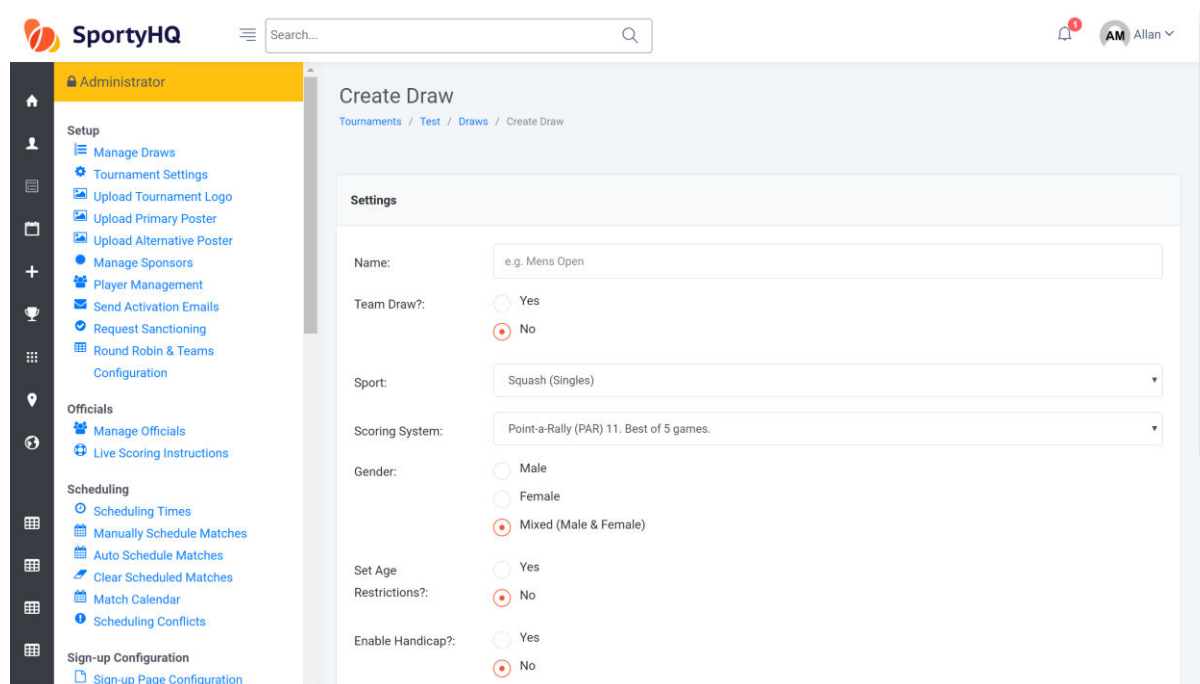 SportyHQ
Search...
1
AM Allan
Administrator
Setup
Manage Draws
Tournament Settings
Upload Tournament Logo
Upload Primary Poster
Upload Alternative Poster
Manage Sponsors
Player Management
Send Activation Emails
Request Sanctioning
Round Robin & Teams
Configuration
Officials
Manage Officials
Live Scoring Instructions
Scheduling
Scheduling Times
Manually Schedule Matches
Auto Schedule Matches
Clear Scheduled Matches
Match Calendar
Scheduling Conflicts
Sign-up Configuration
Sign-up Page Configuration
Create Draw
Tournaments / Test / Draws / Create Draw
Settings
Name: e.g. Mens Open
Team Draw?: Yes
No
Sport: Squash (Singles)
Scoring System: Point-a-Rally (PAR) 11. Best of 5 games.
Gender: Male
Female
Mixed (Male & Female)
Set Age Yes
Restrictions?: No
Enable Handicap?: Yes
No